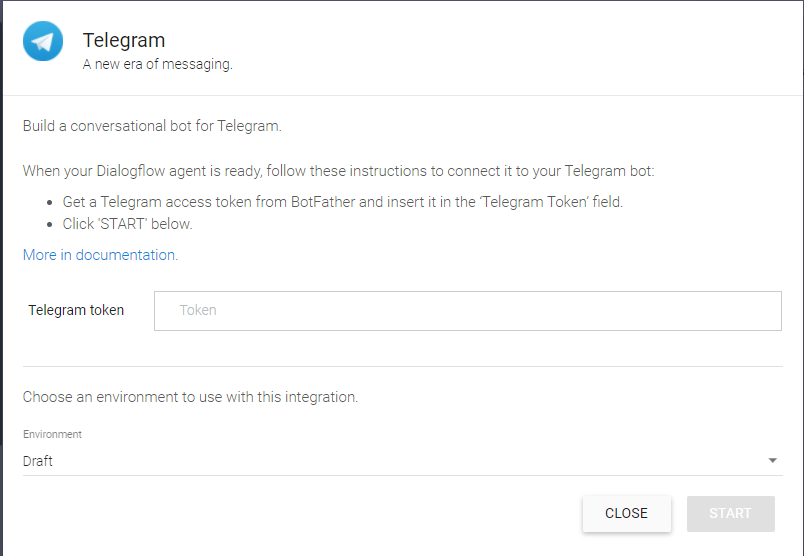 Telegram
A new era of messaging.
Build a conversational bot for Telegram.
When your Dialogflow agent is ready, follow these instructions to connect it to your Telegram bot:
• Get a Telegram access token from BotFather and insert it in the ‘Telegram Token’ field.
• Click 'START' below.
More in documentation.
Telegram token Token
Choose an environment to use with this integration.
Environment
Draft
CLOSE START